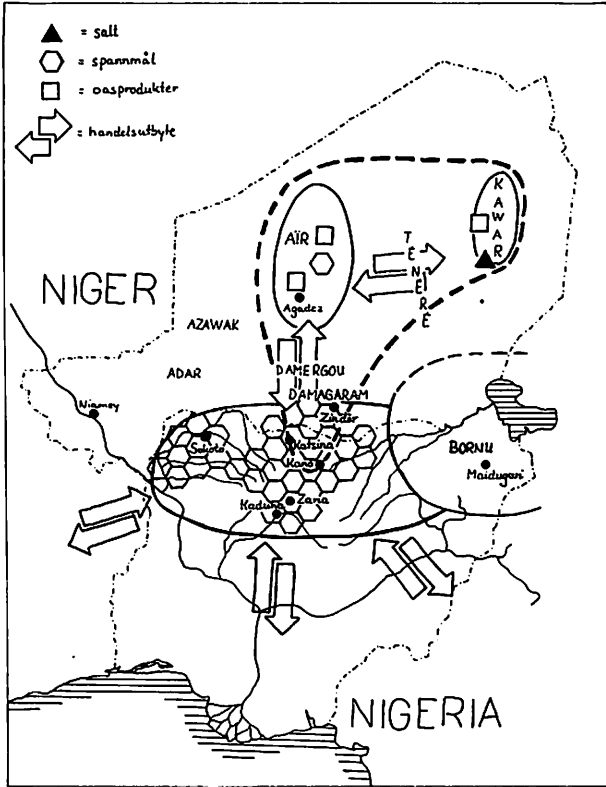 = salt
= spannmål
= oasprodukter
= handelsutbyte
KAWAR
AÏR
TÉNÉRÉ
Agadez
NIGER
AZAWAK
ADAR
DAMERGOU
DAMAGARAM
Niamey
Zinder
Katsina
Sokoto
Kano
BORNU
Maidugari
Zaria
Kaduna
NIGERIA